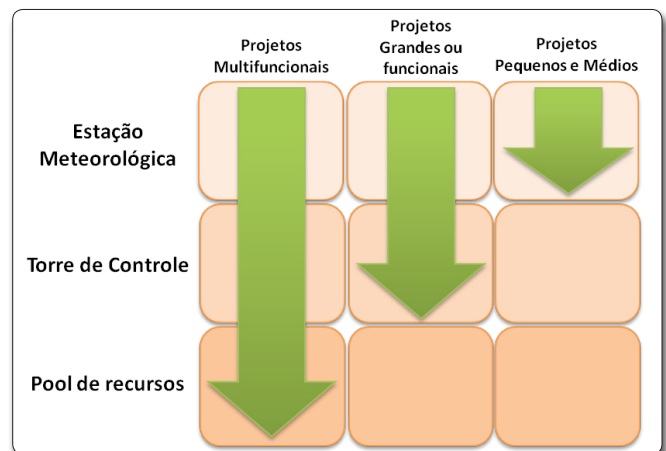 Projetos
Multifuncionais
Projetos
Grandes ou
funcionais
Projetos
Pequenos e Médios
Estação
Meteorológica
Torre de Controle
Pool de recursos